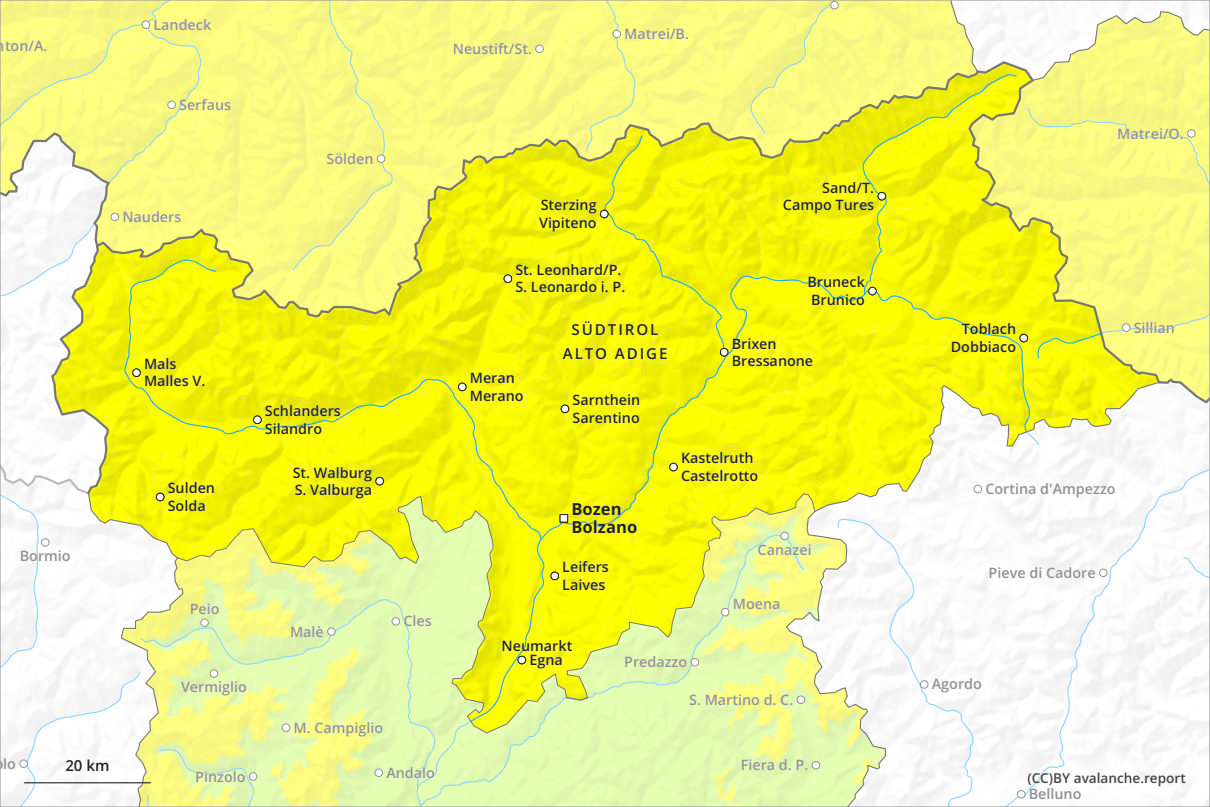 Landeck
nton/A.
Matrei/B.
Neustift/St.
Serfaus
Matrei/O.
Sölden
Sand/T.
Campo Tures
Sterzing
Vipiteno
Nauders
St. Leonhard/P.
S. Leonardo i. P.
Bruneck
Brunico
SÜDTIROL
ALTO ADIGE
Toblach
Dobbiaco
Sillian
Brixen
Bressanone
Mals
Malles V.
Meran
Merano
Sarnthein
Sarentino
Schlanders
Silandro
Kastelruth
Castelrotto
St. Walburg
S. Valburga
Sulden
Solda
Cortina d'Ampezzo
Bozen
Bolzano
Bormio
Canazei
Leifers
Laives
Pieve di Cadore
Peio
Moena
Cles
Malè
Neumarkt
Egna
Predazzo
Vermiglio
Agordo
S. Martino d. C.
M. Campiglio
olo
20 km
Pinzolo
Andalo
Fiera d. P.
(CC)BY avalanche.report
Belluno